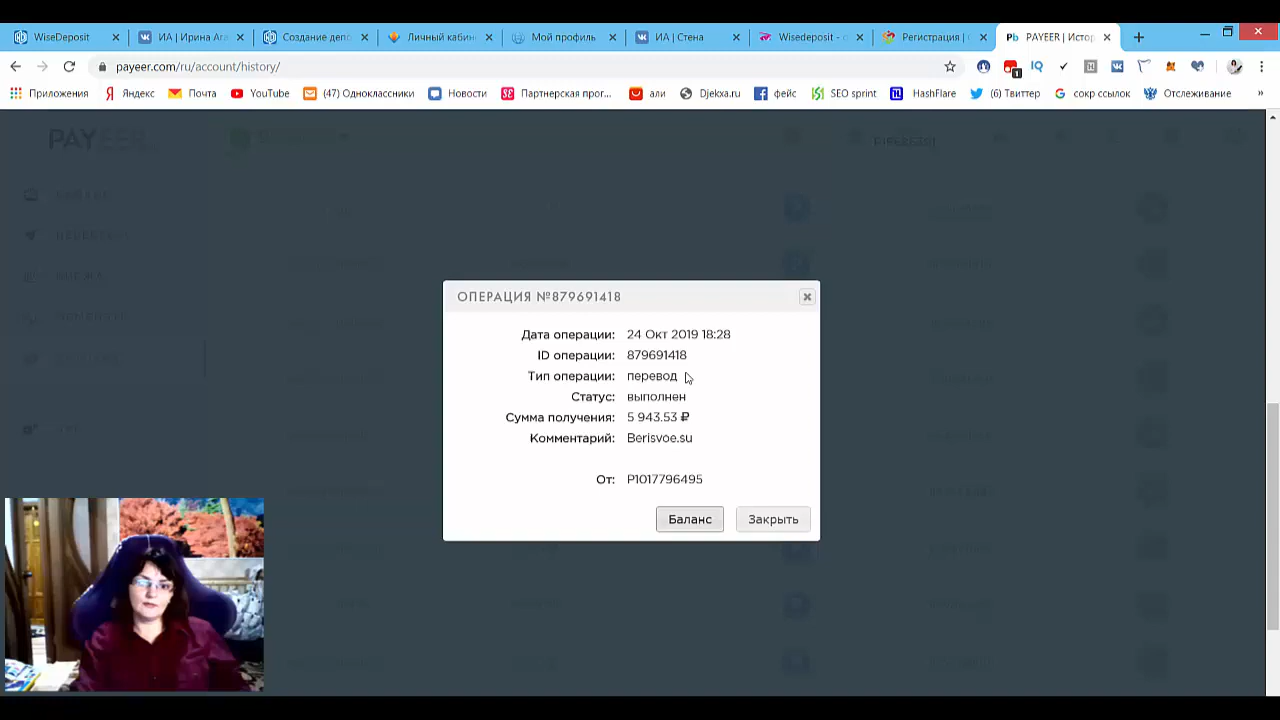 WiseDeposit
ИА | Ирина Ага
Создание депо
Личный кабин
Мой профиль
ИА | Стена
Wisedeposit - о
Регистрация | С
PAYEER | Истор
payeer.com/ru/account/history/
Приложения
Яндекс
Почта
YouTube
(47) Одноклассники
Новости
Партнерская прог...
али
Djekxa.ru
фейс
SEO sprint
HashFlare
(6) Твиттер
сокр ссылок
Отслеживание
PAYEER
ОПЕРАЦИЯ №879691418
Дата операции: 24 Окт 2019 18:28
ID операции: 879691418
Тип операции: перевод
Статус: выполнен
Сумма получения: 5 943.53 ₽
Комментарий: Berisvoe.su
От: P1017796495
Баланс
Закрыть